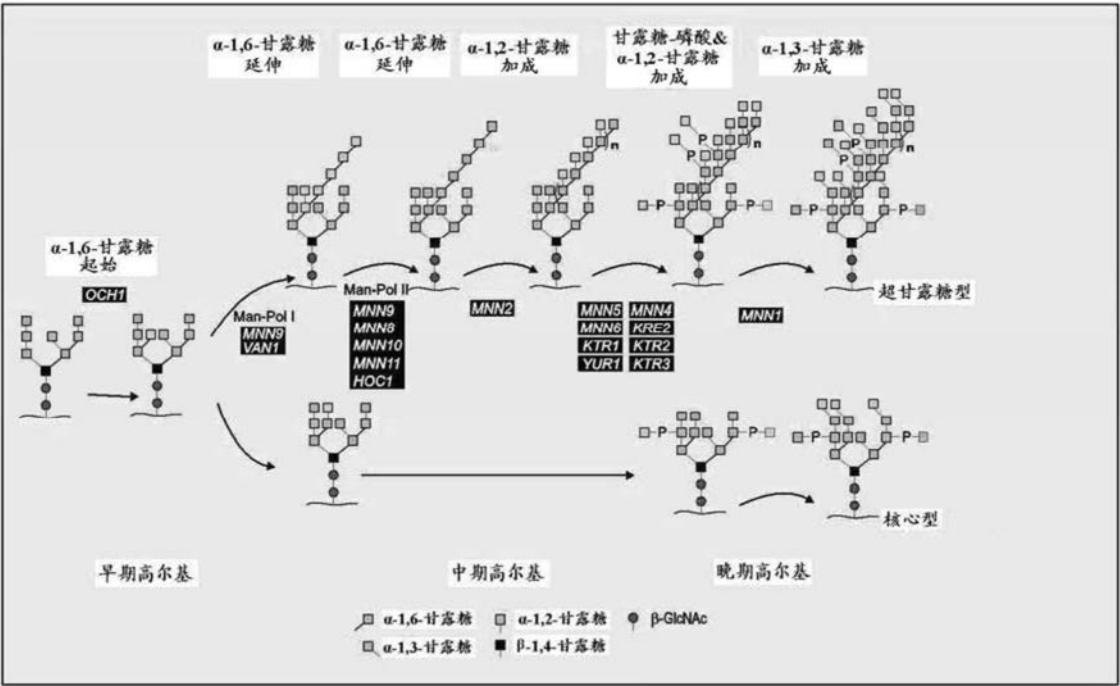 α-1,6-甘露糖
延伸
α-1,6-甘露糖
延伸
α-1,2-甘露糖
加成
甘露糖-磷酸&
α-1,2-甘露糖
加成
α-1,3-甘露糖
加成
P
P
n
n
P
P
n
P
P
P
P
α-1,6-甘露糖
起始
OCH1
Man-Pol I
MNN9
VAN1
Man-Pol II
MNN9
MNN8
MNN10
MNN11
HOC1
MNN2
MNN5 MNN4
MNN6 KRE2
KTR1 KTR2
YUR1 KTR3
MNN1
超甘露糖型
P
P
P
P
核心型
早期高尔基
中期高尔基
晚期高尔基
α-1,6-甘露糖
α-1,2-甘露糖
β-GlcNAc
α-1,3-甘露糖
β-1,4-甘露糖